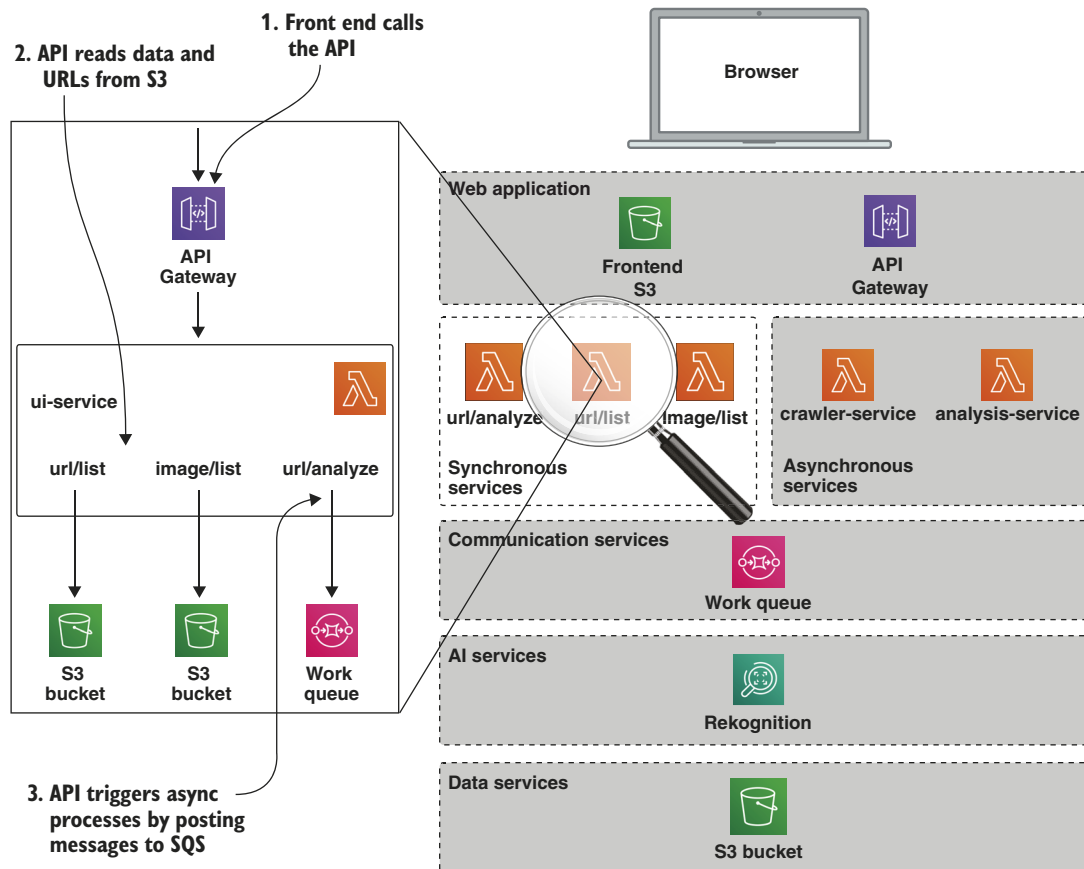 1. Front end calls
the API
2. API reads data and
URLs from S3
API
Gateway
ui-service
url/list
image/list
url/analyze
S3
bucket
S3
bucket
Work
queue
3. API triggers async
processes by posting
messages to SQS
Browser
Web application
Frontend
S3
API
Gateway
url/analyze
url/list
Image/list
Synchronous
services
crawler-service
analysis-service
Asynchronous
services
Communication services
Work queue
AI services
Rekognition
Data services
S3 bucket